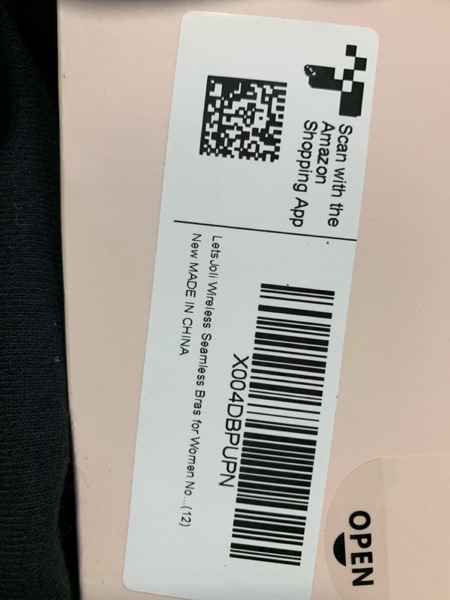 Scan with the
Amazon
Shopping App
X004DBPUPN
LetsJoli Wireless Seamless Bras for Women No...(12)
New MADE IN CHINA
OPEN